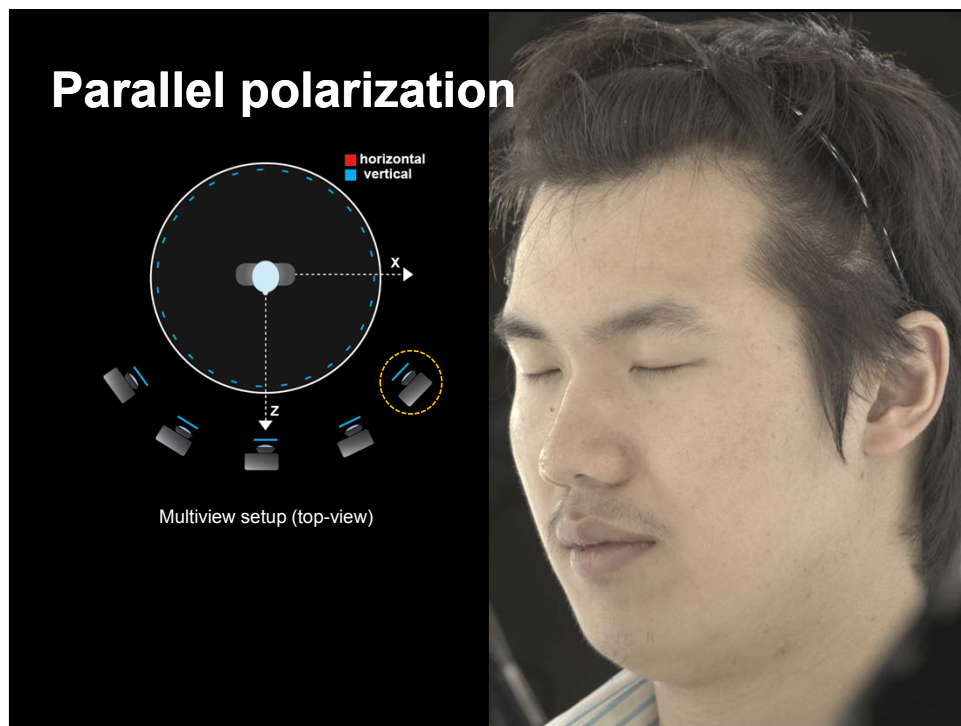 Parallel polarization
horizontal
vertical
X
Z
Multiview setup (top-view)